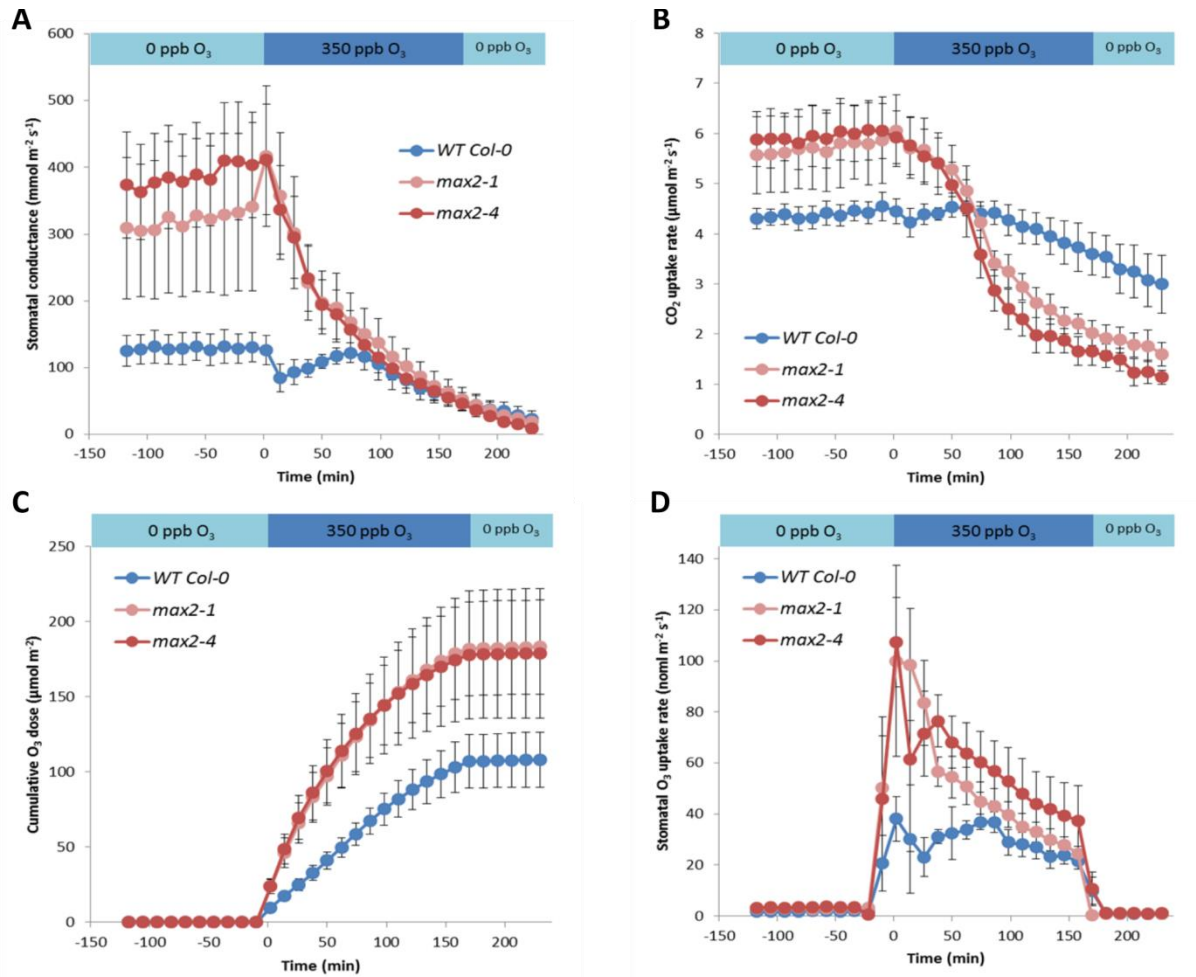 A
0 ppb O₃ 350 ppb O₃ 0 ppb O₃
600
500
400
300
200
100
0
Stomatal conductance (mmol m⁻² s⁻¹)
WT Col-0
max2-1
max2-4
-150 -100 -50 0 50 100 150 200
Time (min)
B
0 ppb O₃ 350 ppb O₃ 0 ppb O₃
8
7
6
5
4
3
2
1
0
CO₂ uptake rate (µmol m⁻² s⁻¹)
WT Col-0
max2-1
max2-4
-150 -100 -50 0 50 100 150 200
Time (min)
C
0 ppb O₃ 350 ppb O₃ 0 ppb O₃
250
200
150
100
50
0
Cumulative O₃ dose (µmol m⁻²)
WT Col-0
max2-1
max2-4
-150 -100 -50 0 50 100 150 200
Time (min)
D
0 ppb O₃ 350 ppb O₃ 0 ppb O₃
140
120
100
80
60
40
20
0
Stomatal O₃ uptake rate (noml m⁻² s⁻¹)
WT Col-0
max2-1
max2-4
-150 -100 -50 0 50 100 150 200
Time (min)